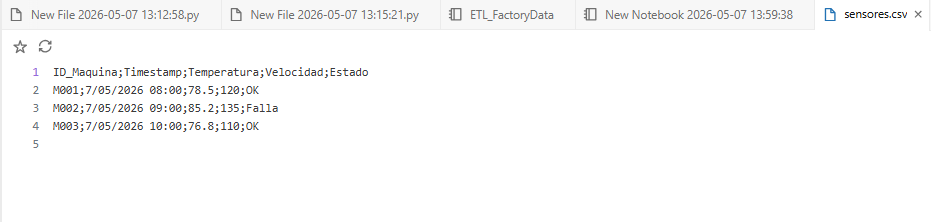 New File 2026-05-07 13:12:58.py
New File 2026-05-07 13:15:21.py
ETL_FactoryData
New Notebook 2026-05-07 13:59:38
sensores.csv
1 ID_Maquina;Timestamp;Temperatura;Velocidad;Estado
2 M001;7/05/2026 08:00;78.5;120;OK
3 M002;7/05/2026 09:00;85.2;135;Falla
4 M003;7/05/2026 10:00;76.8;110;OK
5